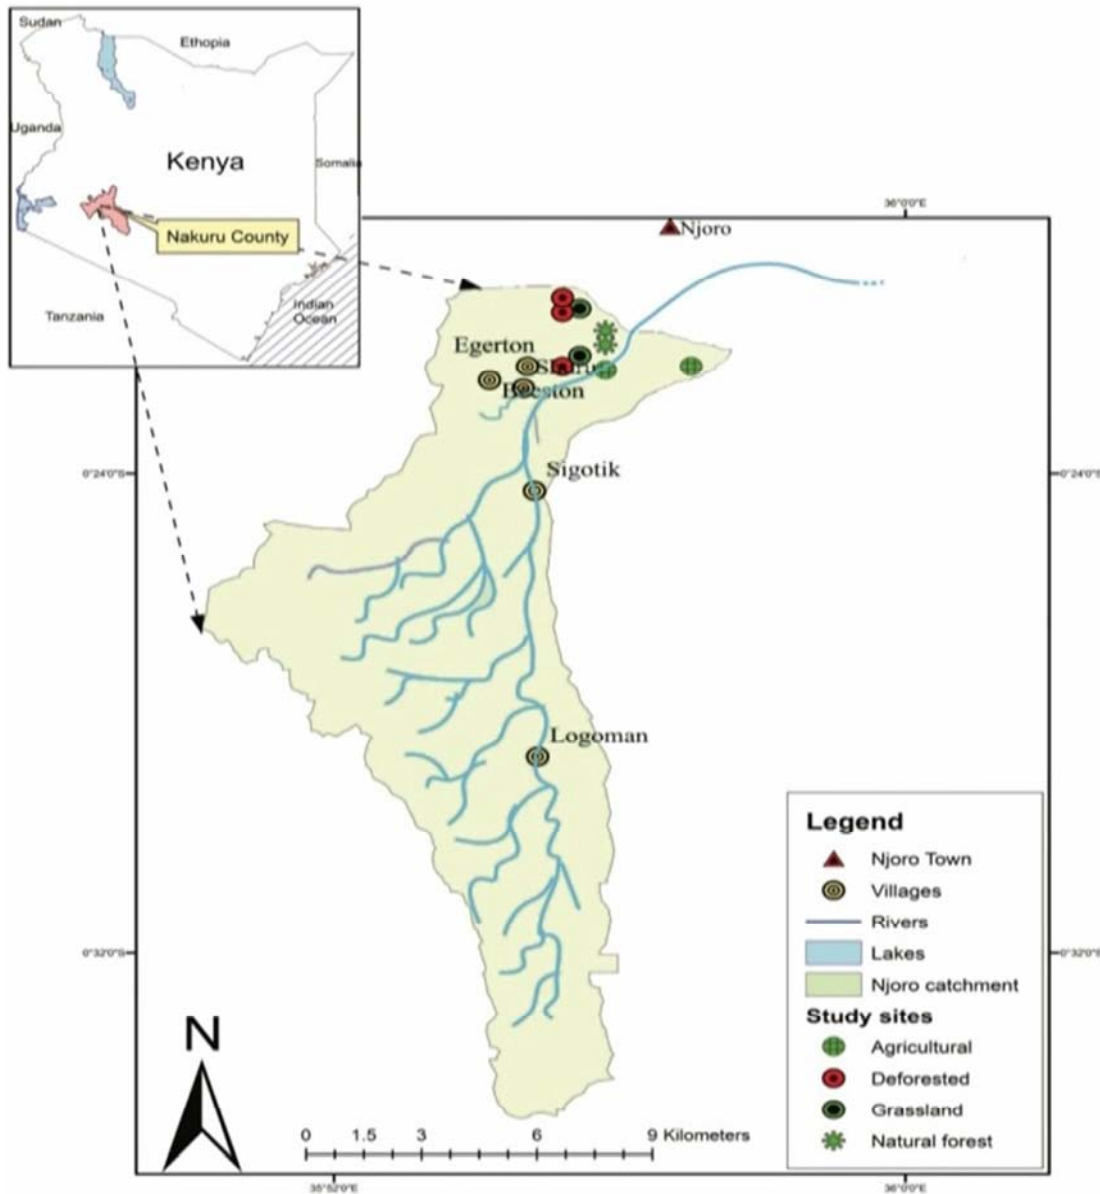 Sudan
Ethiopia
Uganda
Kenya
Somalia
Nakuru County
Tanzania
Indian
Ocean
36°0'0"E
Njoro
Egerton
Beeston
0°24'0"S
0°24'0"S
Sigotik
Logoman
Legend
Njoro Town
Villages
Rivers
Lakes
Njoro catchment
Study sites
Agricultural
Deforested
Grassland
Natural forest
0°32'0"S
0°32'0"S
N
0 1.5 3 6 9 Kilometers
35°52'0"E
36°0'0"E